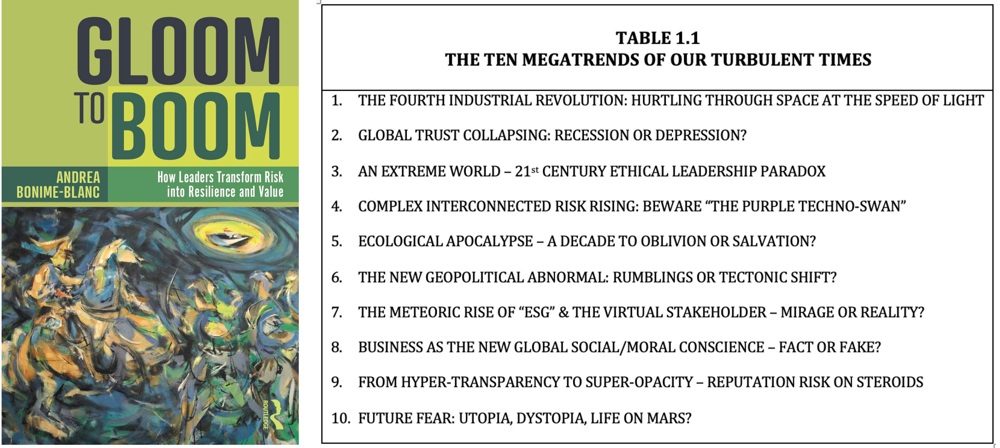 GLOOM
TO BOOM
ANDREA
BONIME-BLANC
How Leaders Transform Risk
into Resilience and Value
ROUTLEDGE
TABLE 1.1
THE TEN MEGATRENDS OF OUR TURBULENT TIMES
1. THE FOURTH INDUSTRIAL REVOLUTION: HURTLING THROUGH SPACE AT THE SPEED OF LIGHT
2. GLOBAL TRUST COLLAPSING: RECESSION OR DEPRESSION?
3. AN EXTREME WORLD – 21st CENTURY ETHICAL LEADERSHIP PARADOX
4. COMPLEX INTERCONNECTED RISK RISING: BEWARE “THE PURPLE TECHNO-SWAN”
5. ECOLOGICAL APOCALYPSE – A DECADE TO OBLIVION OR SALVATION?
6. THE NEW GEOPOLITICAL ABNORMAL: RUMBLINGS OR TECTONIC SHIFT?
7. THE METEORIC RISE OF “ESG” & THE VIRTUAL STAKEHOLDER – MIRAGE OR REALITY?
8. BUSINESS AS THE NEW GLOBAL SOCIAL/MORAL CONSCIENCE – FACT OR FAKE?
9. FROM HYPER-TRANSPARENCY TO SUPER-OPACITY – REPUTATION RISK ON STEROIDS
10. FUTURE FEAR: UTOPIA, DYSTOPIA, LIFE ON MARS?